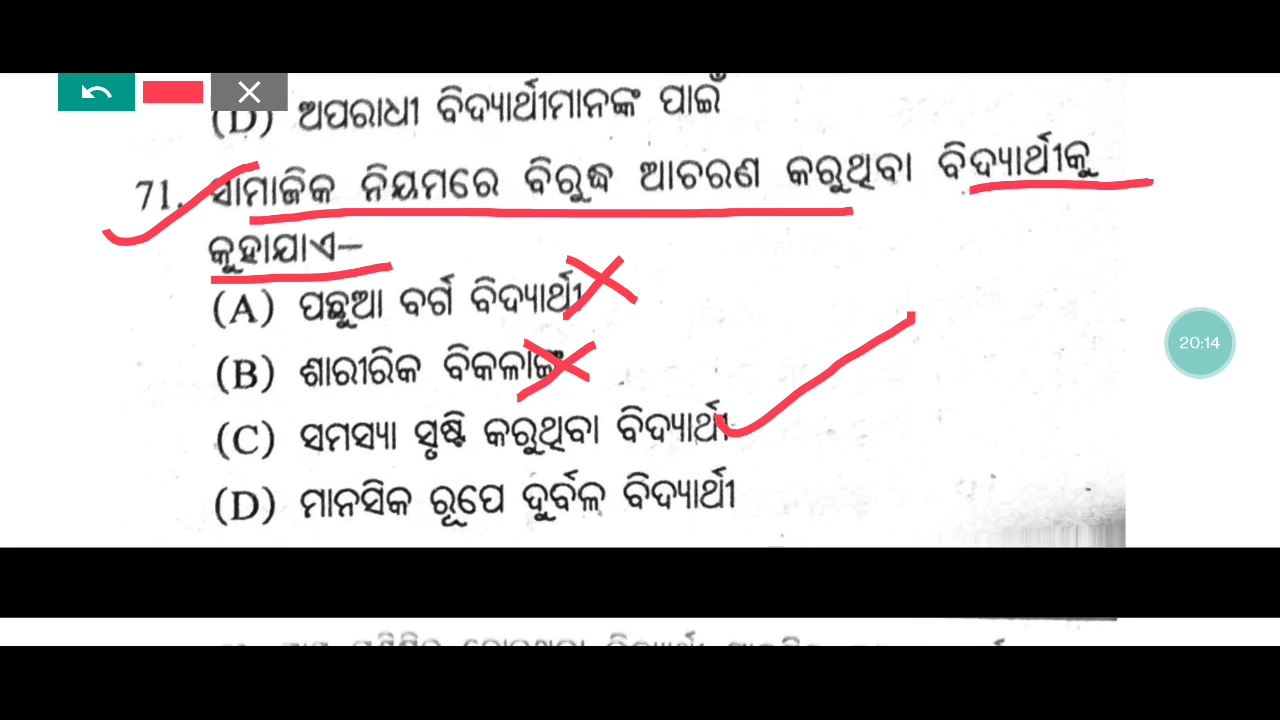 (D) ଅପରାଧୀ ବିଦ୍ୟାର୍ଥୀମାନଙ୍କ ପାଇଁ
71. ସାମାଜିକ ନିୟମରେ ବିରୁଦ୍ଧ ଆଚରଣ କରୁଥିବା ବିଦ୍ୟାର୍ଥୀକୁ
କୁହାଯାଏ–
(A) ପଛୁଆ ବର୍ଗ ବିଦ୍ୟାର୍ଥୀ
(B) ଶାରୀରିକ ବିକଳାଙ୍ଗ
20:14
(C) ସମସ୍ୟା ସୃଷ୍ଟି କରୁଥିବା ବିଦ୍ୟାର୍ଥୀ
(D) ମାନସିକ ରୂପେ ଦୁର୍ବଳ ବିଦ୍ୟାର୍ଥୀ